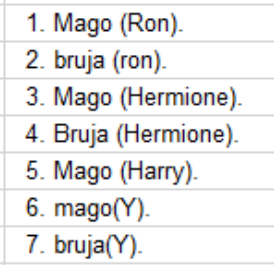 1. Mago (Ron).
2. bruja (ron).
3. Mago (Hermione).
4. Bruja (Hermione).
5. Mago (Harry).
6. mago(Y).
7. bruja(Y).